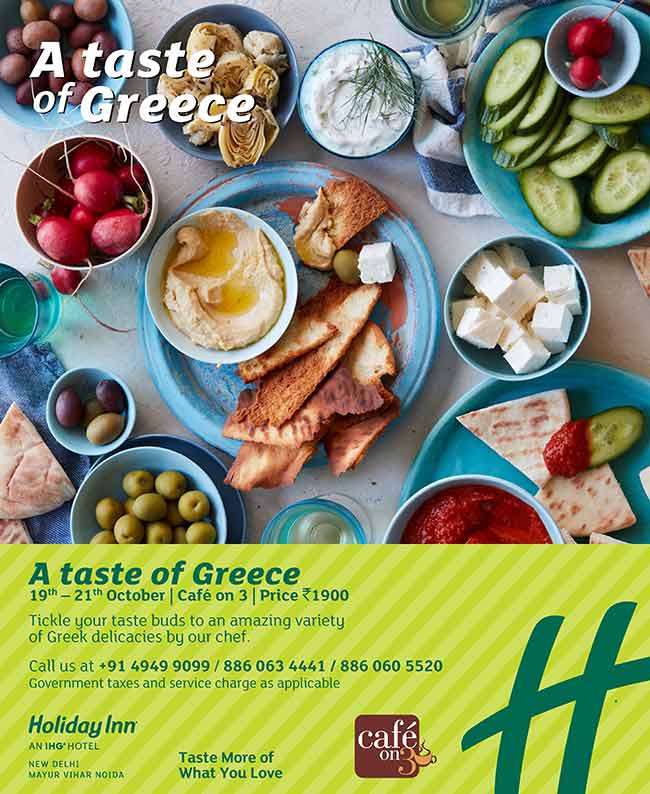 A taste
of Greece
A taste of Greece
19th – 21th October | Café on 3 | Price ₹1900
Tickle your taste buds to an amazing variety
of Greek delicacies by our chef.
Call us at +91 4949 9099 / 886 063 4441 / 886 060 5520
Government taxes and service charge as applicable
Holiday Inn
AN IHG® HOTEL
NEW DELHI
MAYUR VIHAR NOIDA
Taste More of
What You Love
café
on 3
H